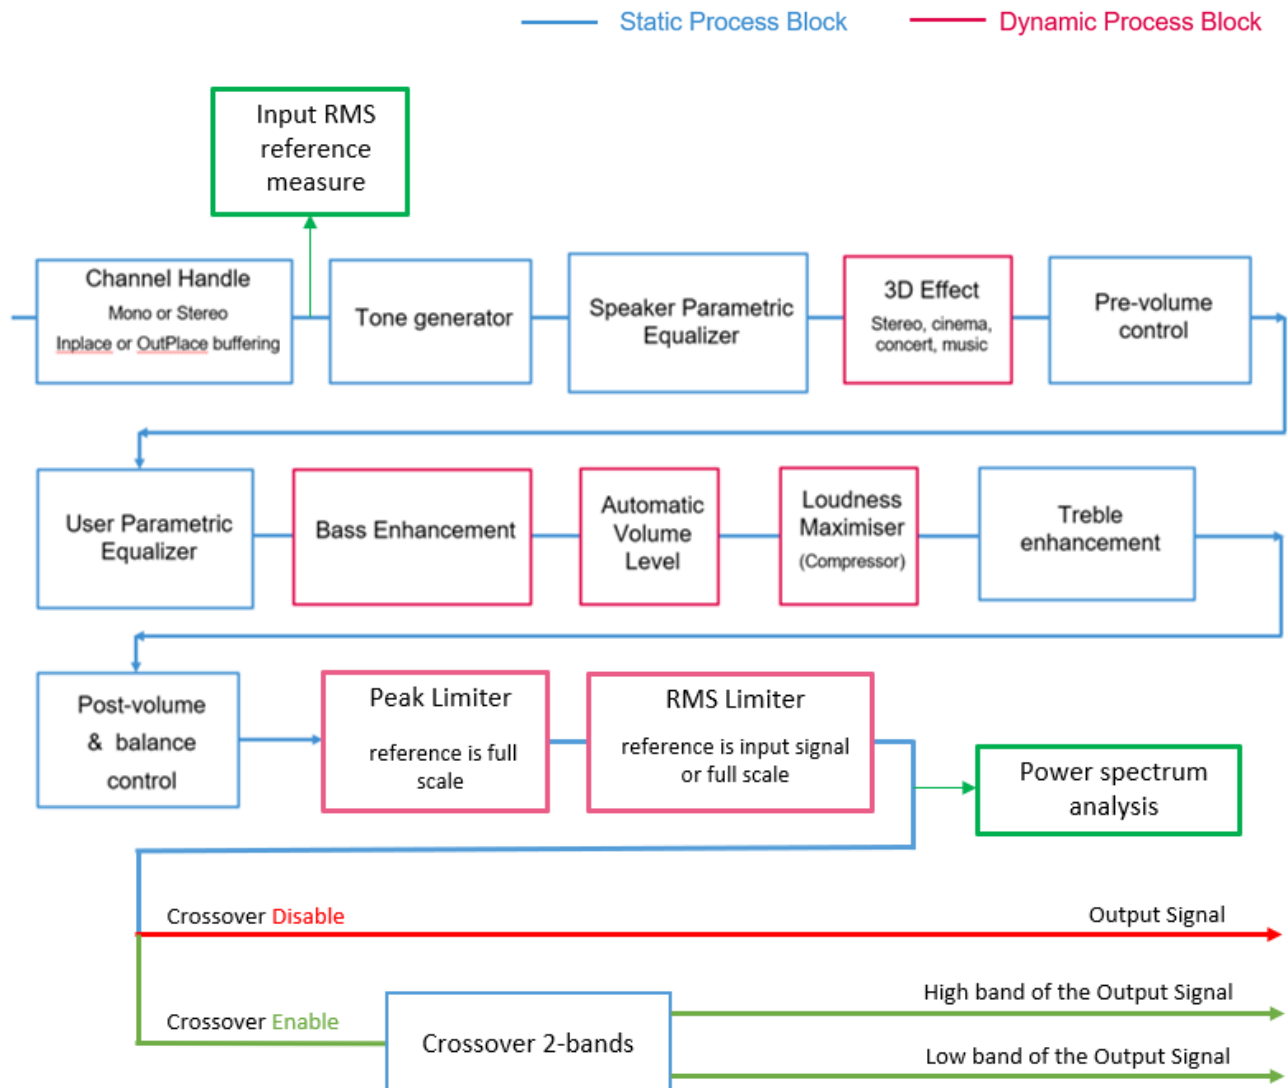 Static Process Block
Dynamic Process Block
Input RMS
reference
measure
Channel Handle
Mono or Stereo
Inplace or OutPlace buffering
Tone generator
Speaker Parametric
Equalizer
3D Effect
Stereo, cinema,
concert, music
Pre-volume
control
User Parametric
Equalizer
Bass Enhancement
Automatic
Volume
Level
Loudness
Maximiser
(Compressor)
Treble
enhancement
Post-volume
& balance
control
Peak Limiter
reference is full
scale
RMS Limiter
reference is input signal
or full scale
Power spectrum
analysis
Crossover Disable
Output Signal
High band of the Output Signal
Crossover Enable
Crossover 2-bands
Low band of the Output Signal